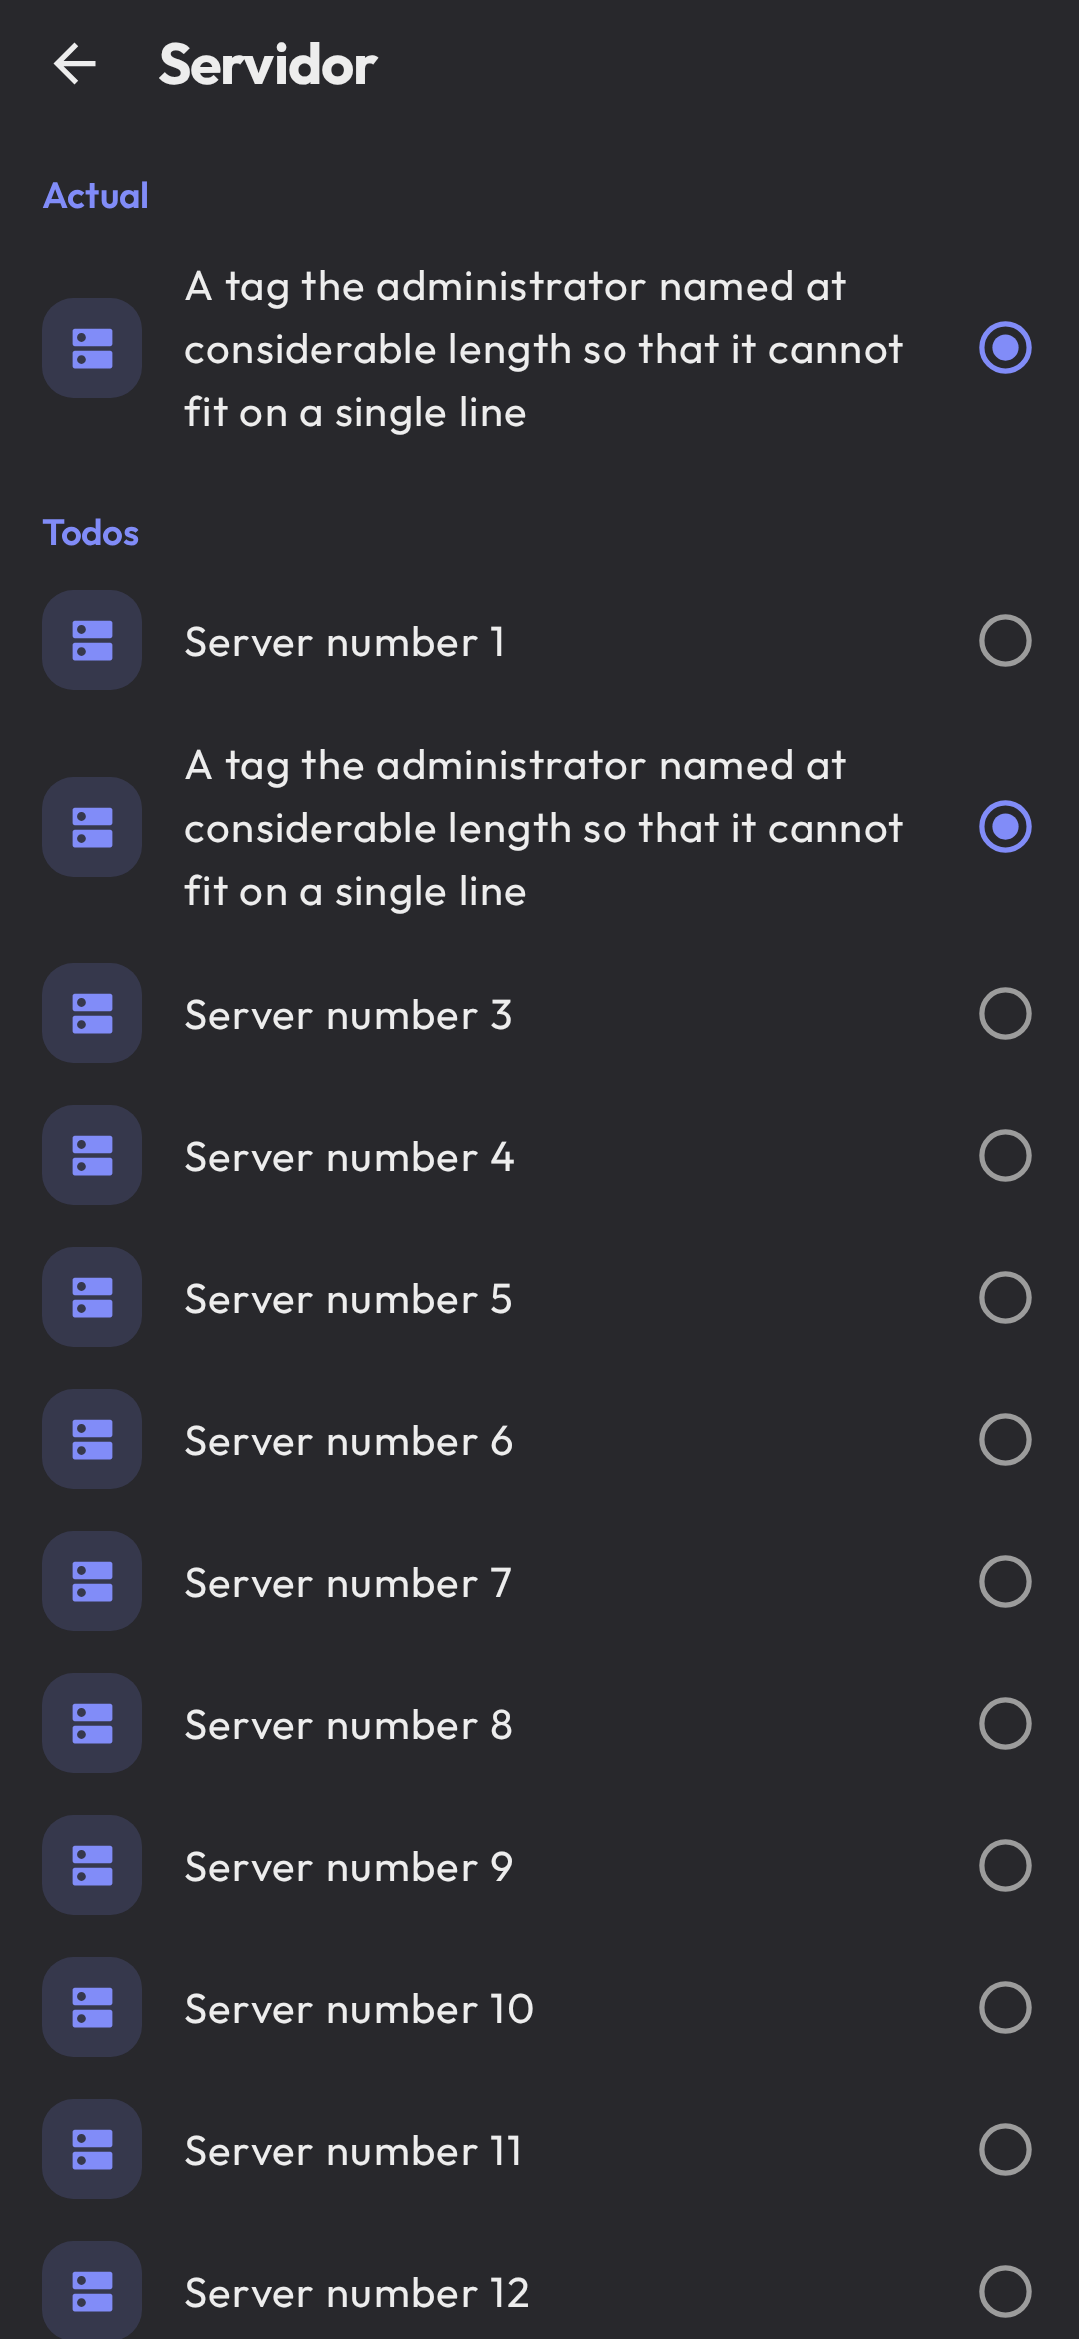 Servidor
Actual
A tag the administrator named at
considerable length so that it cannot
fit on a single line
Todos
Server number 1
A tag the administrator named at
considerable length so that it cannot
fit on a single line
Server number 3
Server number 4
Server number 5
Server number 6
Server number 7
Server number 8
Server number 9
Server number 10
Server number 11
Server number 12